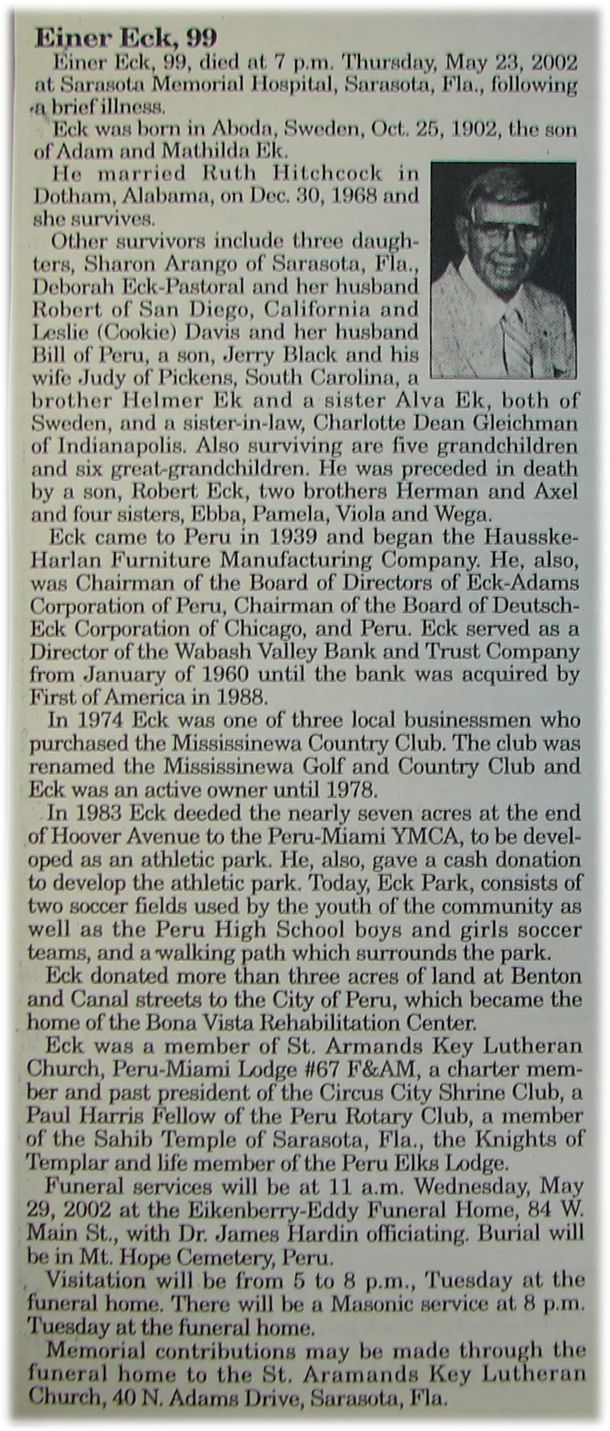 Einer Eck, 99
Einer Eck, 99, died at 7 p.m. Thursday, May 23, 2002
at Sarasota Memorial Hospital, Sarasota, Fla., following
a brief illness.
Eck was born in Aboda, Sweden, Oct. 25, 1902, the son
of Adam and Mathilda Ek.
He married Ruth Hitchcock in
Dotham, Alabama, on Dec. 30, 1968 and
she survives.
Other survivors include three daugh-
ters, Sharon Arango of Sarasota, Fla.,
Deborah Eck-Pastoral and her husband
Robert of San Diego, California and
Leslie (Cookie) Davis and her husband
Bill of Peru, a son, Jerry Black and his
wife Judy of Pickens, South Carolina, a
brother Helmer Ek and a sister Alva Ek, both of
Sweden, and a sister-in-law, Charlotte Dean Gleichman
of Indianapolis. Also surviving are five grandchildren
and six great-grandchildren. He was preceded in death
by a son, Robert Eck, two brothers Herman and Axel
and four sisters, Ebba, Pamela, Viola and Wega.
Eck came to Peru in 1939 and began the Hausske-
Harlan Furniture Manufacturing Company. He, also,
was Chairman of the Board of Directors of Eck-Adams
Corporation of Peru, Chairman of the Board of Deutsch-
Eck Corporation of Chicago, and Peru. Eck served as a
Director of the Wabash Valley Bank and Trust Company
from January of 1960 until the bank was acquired by
First of America in 1988.
In 1974 Eck was one of three local businessmen who
purchased the Mississinewa Country Club. The club was
renamed the Mississinewa Golf and Country Club and
Eck was an active owner until 1978.
In 1983 Eck deeded the nearly seven acres at the end
of Hoover Avenue to the Peru-Miami YMCA, to be devel-
oped as an athletic park. He, also, gave a cash donation
to develop the athletic park. Today, Eck Park, consists of
two soccer fields used by the youth of the community as
well as the Peru High School boys and girls soccer
teams, and a walking path which surrounds the park.
Eck donated more than three acres of land at Benton
and Canal streets to the City of Peru, which became the
home of the Bona Vista Rehabilitation Center.
Eck was a member of St. Armands Key Lutheran
Church, Peru-Miami Lodge #67 F&AM, a charter mem-
ber and past president of the Circus City Shrine Club, a
Paul Harris Fellow of the Peru Rotary Club, a member
of the Sahib Temple of Sarasota, Fla., the Knights of
Templar and life member of the Peru Elks Lodge.
Funeral services will be at 11 a.m. Wednesday, May
29, 2002 at the Eikenberry-Eddy Funeral Home, 84 W.
Main St., with Dr. James Hardin officiating. Burial will
be in Mt. Hope Cemetery, Peru.
Visitation will be from 5 to 8 p.m., Tuesday at the
funeral home. There will be a Masonic service at 8 p.m.
Tuesday at the funeral home.
Memorial contributions may be made through the
funeral home to the St. Aramands Key Lutheran
Church, 40 N. Adams Drive, Sarasota, Fla.